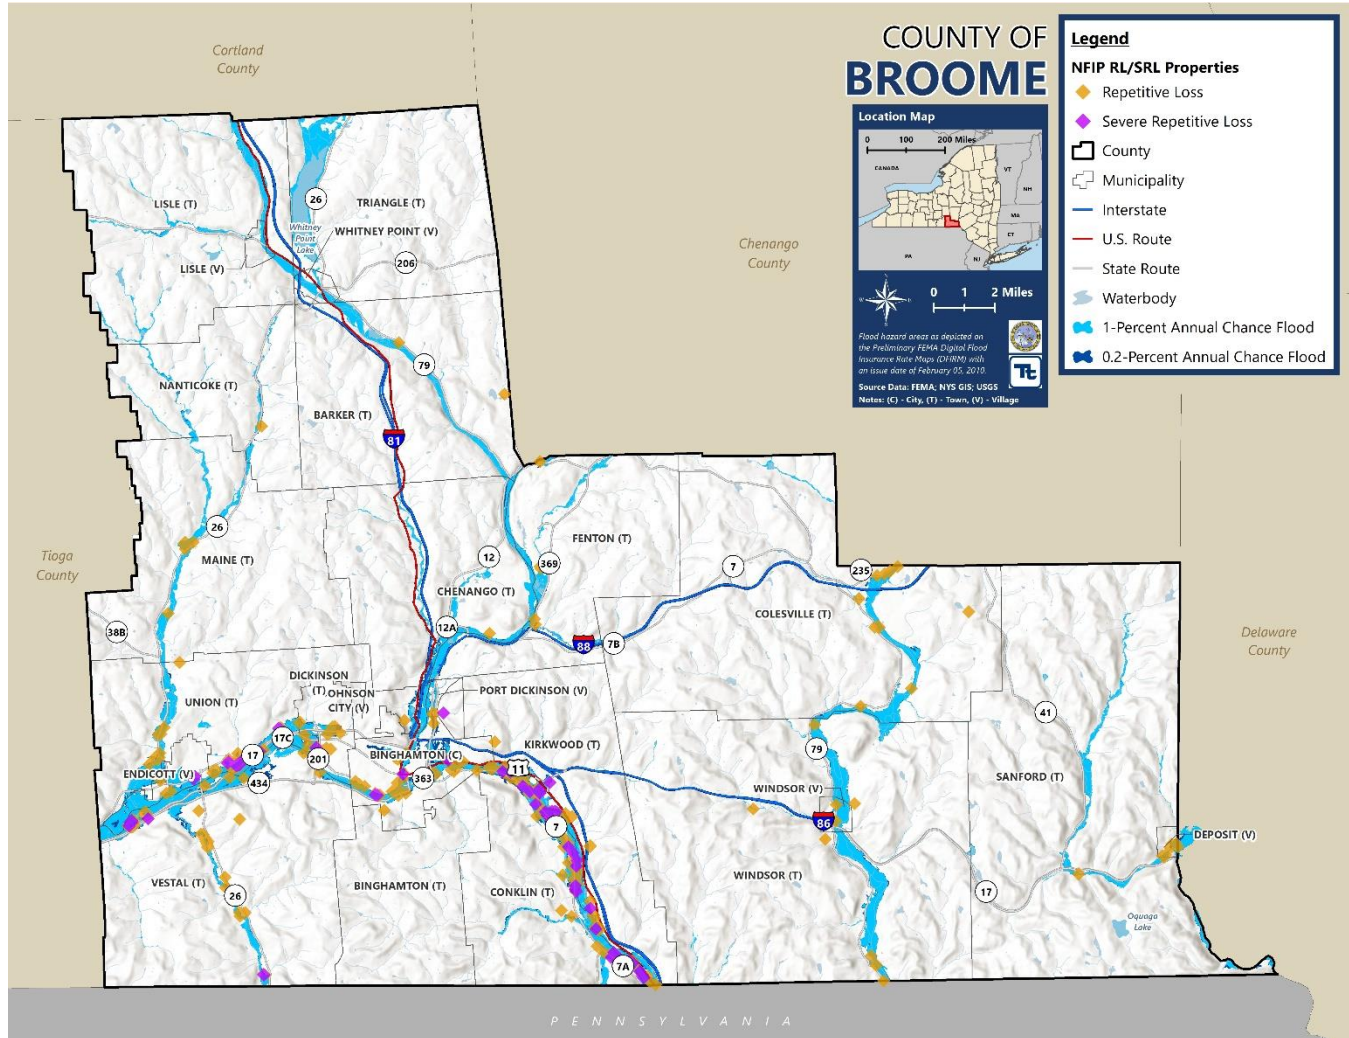 COUNTY OF
BROOME
Location Map
0 100 200 Miles
CANADA
VT
NH
MA
CT
NJ
PA
0 1 2 Miles
Flood hazard areas as depicted on
the Preliminary FEMA Digital Flood
Insurance Rate Maps (DFIRM) with
an issue date of February 05, 2010.
Source Data: FEMA; NYS GIS; USGS
Notes: (C) - City, (T) - Town, (V) - Village
Tt
Legend
NFIP RL/SRL Properties
Repetitive Loss
Severe Repetitive Loss
County
Municipality
Interstate
U.S. Route
State Route
Waterbody
1-Percent Annual Chance Flood
0.2-Percent Annual Chance Flood
Cortland
County
Chenango
County
Tioga
County
Delaware
County
LISLE (T)
26
TRIANGLE (T)
Whitney
Point
Lake
WHITNEY POINT (V)
LISLE (V)
206
79
NANTICOKE (T)
BARKER (T)
81
26
MAINE (T)
12
369
FENTON (T)
7
235
CHENANGO (T)
COLESVILLE (T)
38B
12A
88
7B
DICKINSON
(T)
OHNSON
CITY (V)
UNION (T)
PORT DICKINSON (V)
41
17C
17
201
434
ENDICOTT (V)
BINGHAMTON (C)
363
KIRKWOOD (T)
11
79
SANFORD (T)
WINDSOR (V)
86
7
DEPOSIT (V)
VESTAL (T)
26
BINGHAMTON (T)
CONKLIN (T)
WINDSOR (T)
17
Oquaga
Lake
7A
PENNSYLVANIA